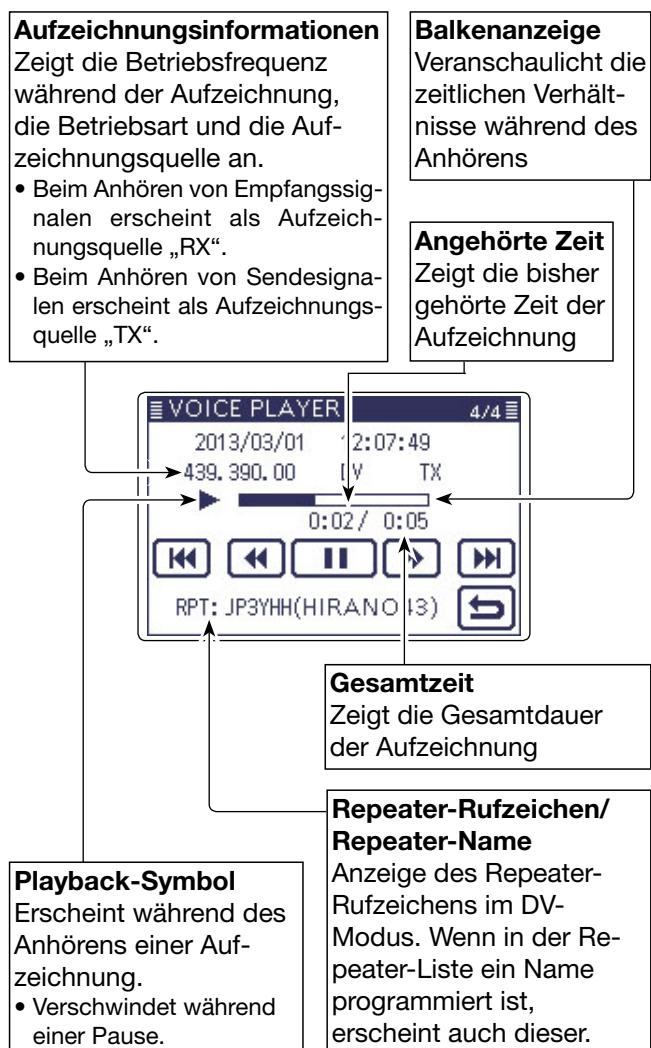 Aufzeichnungsinformationen
Zeigt die Betriebsfrequenz
während der Aufzeichnung,
die Betriebsart und die Auf-
zeichnungsquelle an.
• Beim Anhören von Empfangssig-
nalen erscheint als Aufzeich-
nungsquelle „RX“.
• Beim Anhören von Sendesigna-
len erscheint als Aufzeichnungs-
quelle „TX“.
Balkenanzeige
Veranschaulicht die
zeitlichen Verhält-
nisse während des
Anhörens
Angehörte Zeit
Zeigt die bisher
gehörte Zeit der
Aufzeichnung
VOICE PLAYER 4/4
2013/03/01 12:07:49
439.390.00 DV TX
0:02/ 0:05
RPT: JP3YHH(HIRANO43)
Gesamtzeit
Zeigt die Gesamtdauer
der Aufzeichnung
Repeater-Rufzeichen/
Repeater-Name
Anzeige des Repeater-
Rufzeichens im DV-
Modus. Wenn in der Re-
peater-Liste ein Name
programmiert ist,
erscheint auch dieser.
Playback-Symbol
Erscheint während des
Anhörens einer Auf-
zeichnung.
• Verschwindet während
einer Pause.